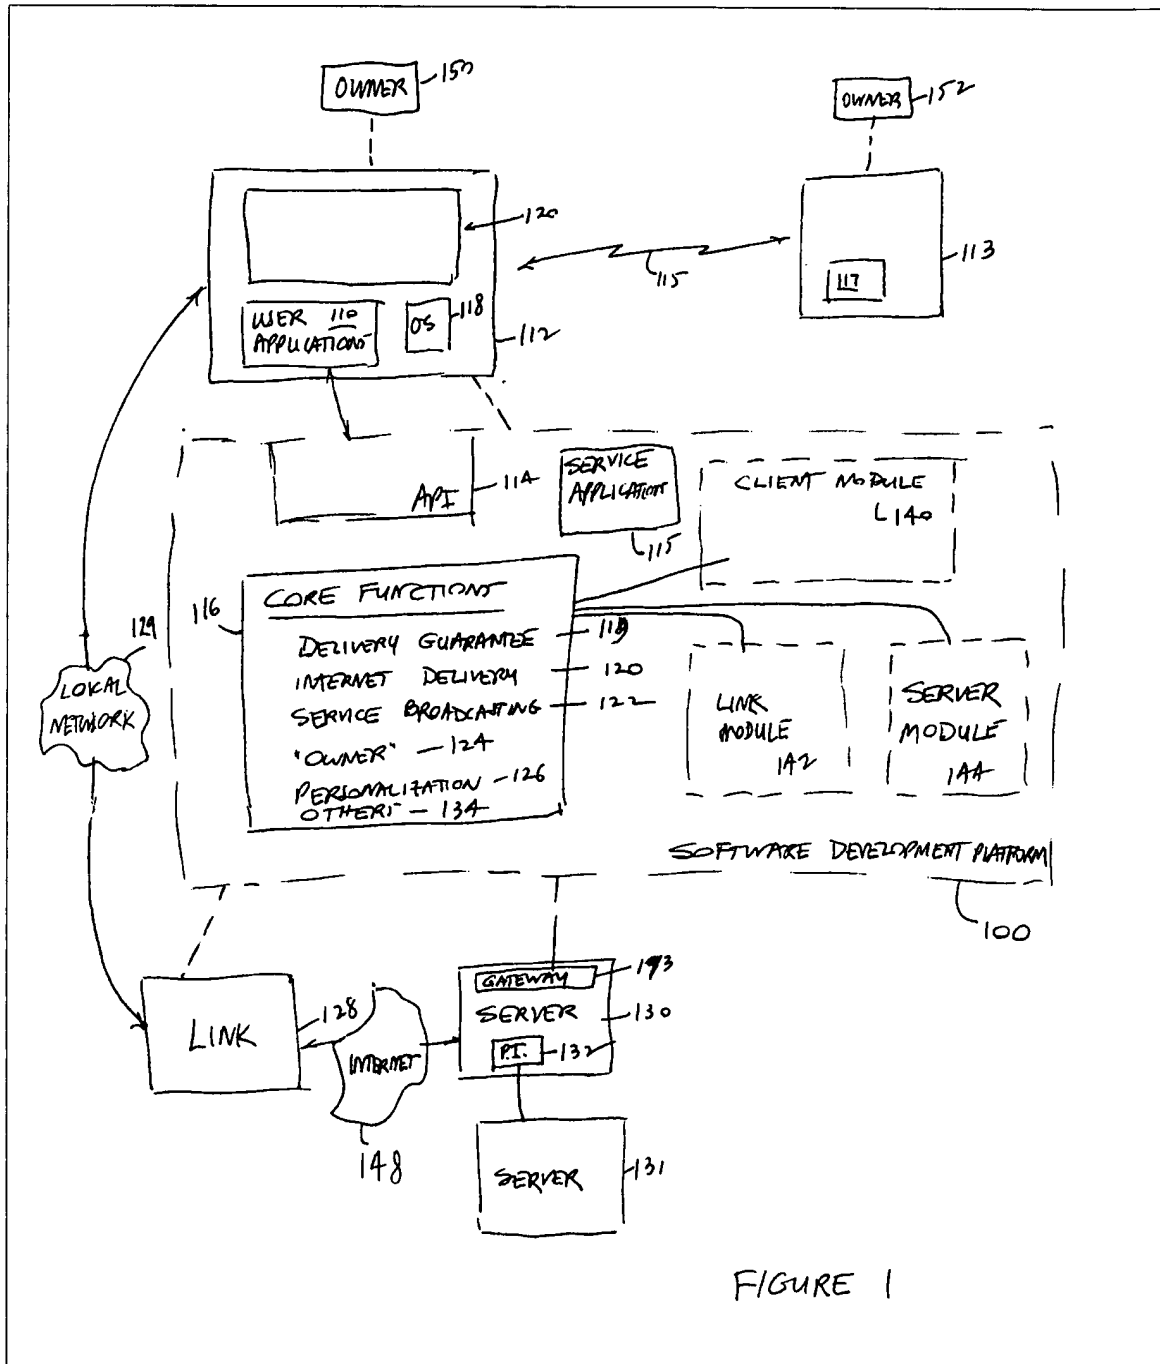 OWNER
150
OWNER
152
120
115
113
117
USER 110
APPLICATIONS
OS
118
112
API
114
SERVICE
APPLICATIONS
115
CLIENT MODULE
140
116
CORE FUNCTIONS
DELIVERY GUARANTEE
INTERNET DELIVERY - 120
SERVICE BROADCASTING - 122
"OWNER" - 124
PERSONALIZATION - 126
OTHERS - 134
129
LOKAL
NETWORK
LINK
MODULE
142
SERVER
MODULE
144
SOFTWARE DEVELOPMENT PLATFORM
100
LINK
128
INTERNET
148
GATEWAY
SERVER
130
P.I.
132
SERVER
131
FIGURE 1